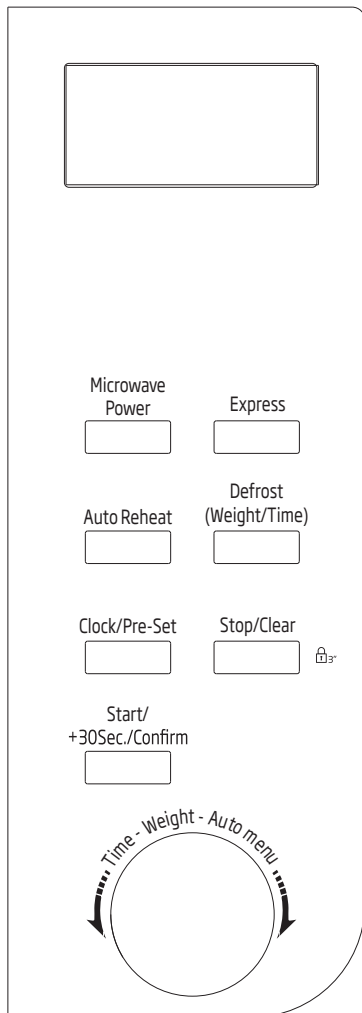 Microwave
Power
Express
Auto Reheat
Defrost
(Weight/Time)
Clock/Pre-Set
Stop/Clear
3"
Start/
+30Sec./Confirm
Time - Weight - Auto menu